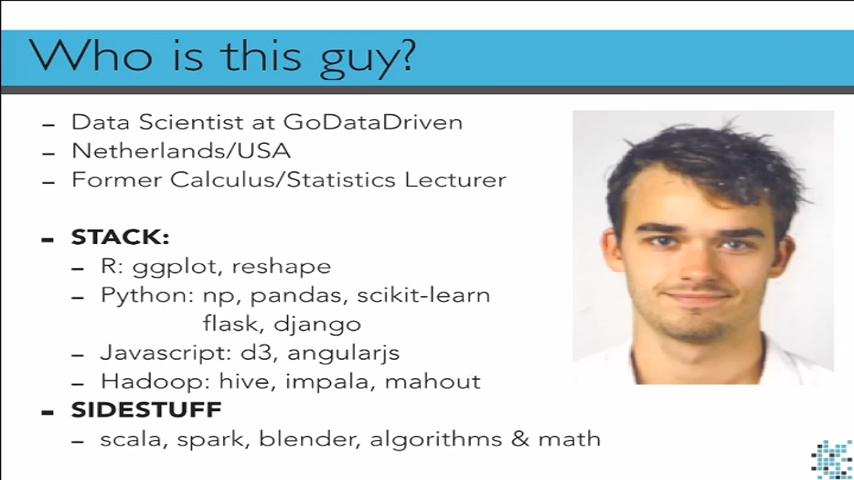 Who is this guy?
– Data Scientist at GoDataDriven
– Netherlands/USA
– Former Calculus/Statistics Lecturer
– STACK:
– R: ggplot, reshape
– Python: np, pandas, scikit-learn
flask, django
– Javascript: d3, angularjs
– Hadoop: hive, impala, mahout
– SIDESTUFF
– scala, spark, blender, algorithms & math